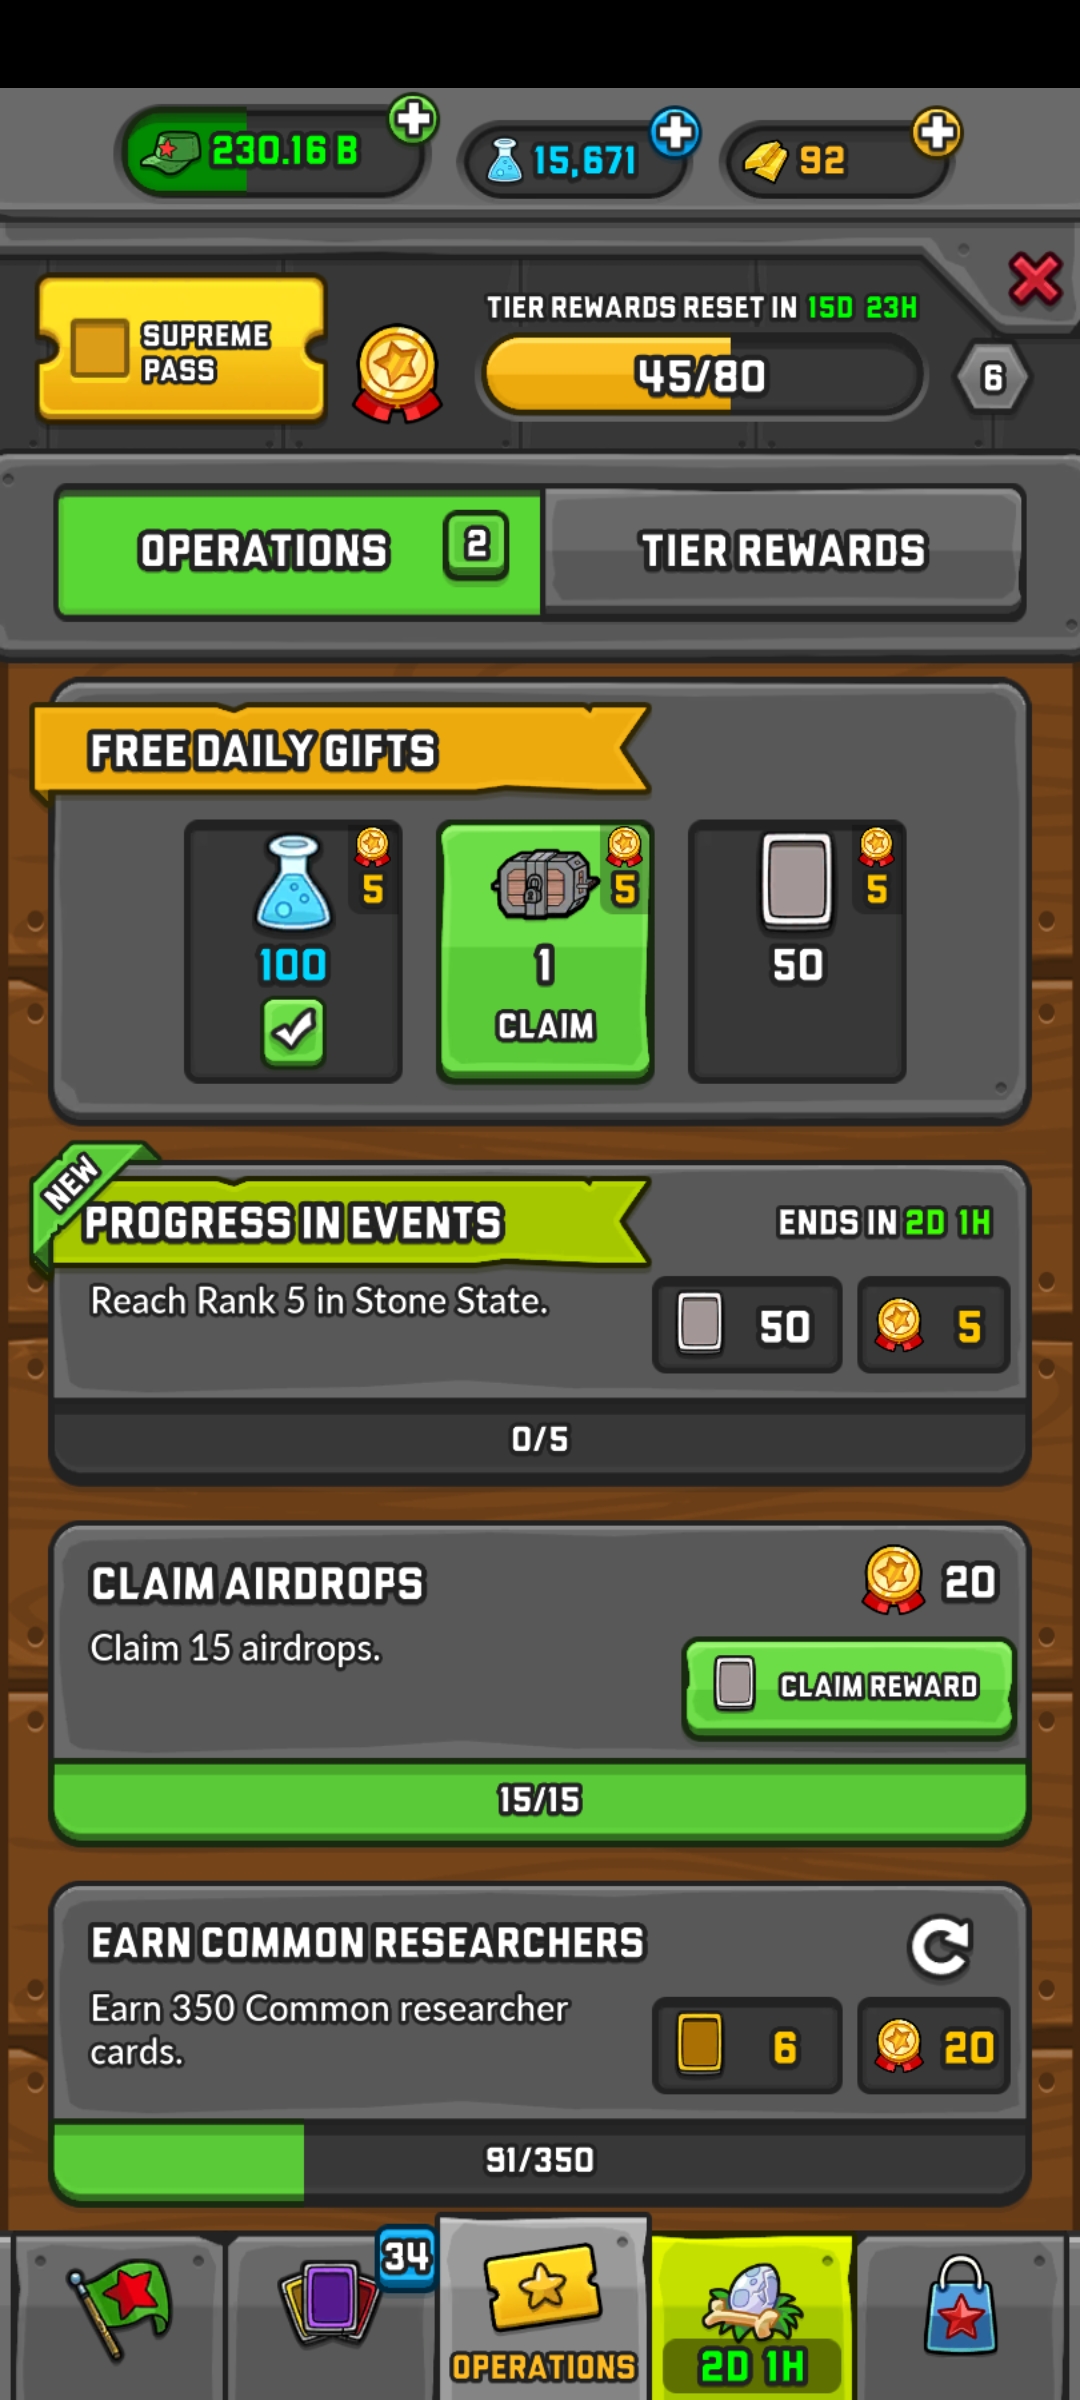 230.16 B
15,671
92
SUPREME
PASS
TIER REWARDS RESET IN 15D 23H
45/80
6
OPERATIONS 2
TIER REWARDS
FREE DAILY GIFTS
5
5
5
100
1
50
CLAIM
NEW
PROGRESS IN EVENTS
ENDS IN 2D 1H
Reach Rank 5 in Stone State.
50
5
0/5
CLAIM AIRDROPS
20
Claim 15 airdrops.
CLAIM REWARD
15/15
EARN COMMON RESEARCHERS
Earn 350 Common researcher
cards.
6
20
91/350
34
OPERATIONS
2D 1H